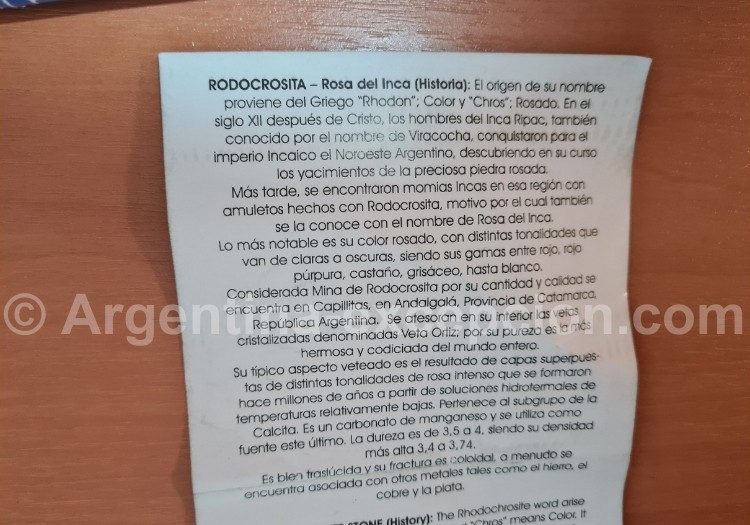 RODOCROSITA – Rosa del Inca (Historia): El origen de su nombre
proviene del Griego "Rhodon"; Color y "Chros"; Rosado. En el
siglo XII después de Cristo, los hombres del Inca Ripac, también
conocido por el nombre de Viracocha, conquistaron para el
imperio Incaico el Noroeste Argentino, descubriendo en su curso
los yacimientos de la preciosa piedra rosada.
Más tarde, se encontraron momias Incas en esa región con
amuletos hechos con Rodocrosita, motivo por el cual también
se la conoce con el nombre de Rosa del Inca.
Lo más notable es su color rosado, con distintas tonalidades que
van de claras a oscuras, siendo sus gamas entre rojo, rojo
púrpura, castaño, grisáceo, hasta blanco.
Considerada Mina de Rodocrosita por su cantidad y calidad se
encuentra en Capillitas, en Andalgalá, Provincia de Catamarca,
República Argentina. Se atesoran en su interior las vetas
cristalizadas denominadas Veta Ortiz; por su pureza es la más
hermosa y codiciada del mundo entero.
Su típico aspecto veteado es el resultado de capas superpues-
tas de distintas tonalidades de rosa intenso que se formaron
hace millones de años a partir de soluciones hidrotermales de
temperaturas relativamente bajas. Pertenece al subgrupo de la
Calcita. Es un carbonato de manganeso y se utiliza como
fuente este último. La dureza es de 3,5 a 4, siendo su densidad
más alta 3,4 a 3,74.
Es bien traslúcida y su fractura es coloidal, a menudo se
encuentra asociada con otros metales tales como el hierro, el
cobre y la plata.
STONE (History): The Rhodochrosite word arise
"Chros" means Color. It